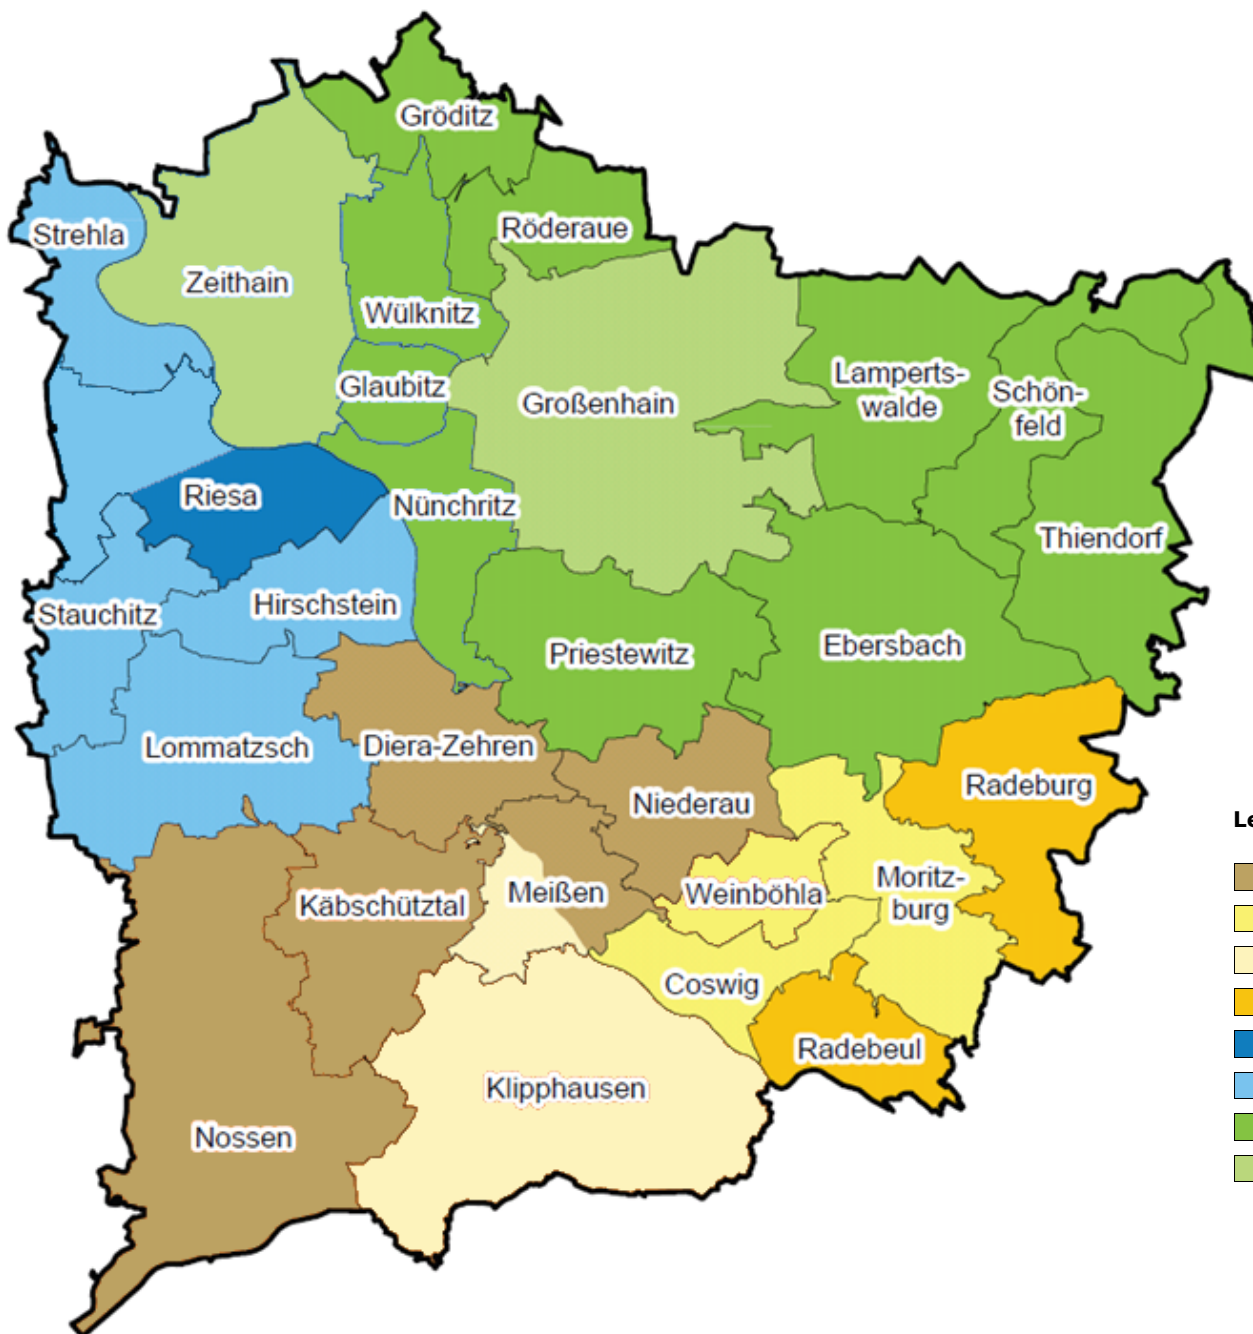 Gröditz
Strehla
Röderaue
Zeithain
Wülknitz
Glaubitz
Großenhain
Lamperts-
walde
Schön-
feld
Riesa
Nünchritz
Thiendorf
Stauchitz
Hirschstein
Priestewitz
Ebersbach
Lommatzsch
Diera-Zehren
Niederau
Radeburg
Le
Käbschütztal
Meißen
Weinböhla
Moritz-
burg
Coswig
Radebeul
Klipphausen
Nossen